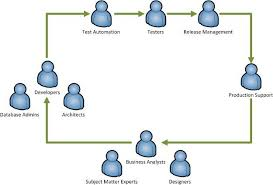 Test Automation
Testers
Release Management
Developers
Production Support
Database Admins
Architects
Business Analysts
Subject Matter Experts
Designers